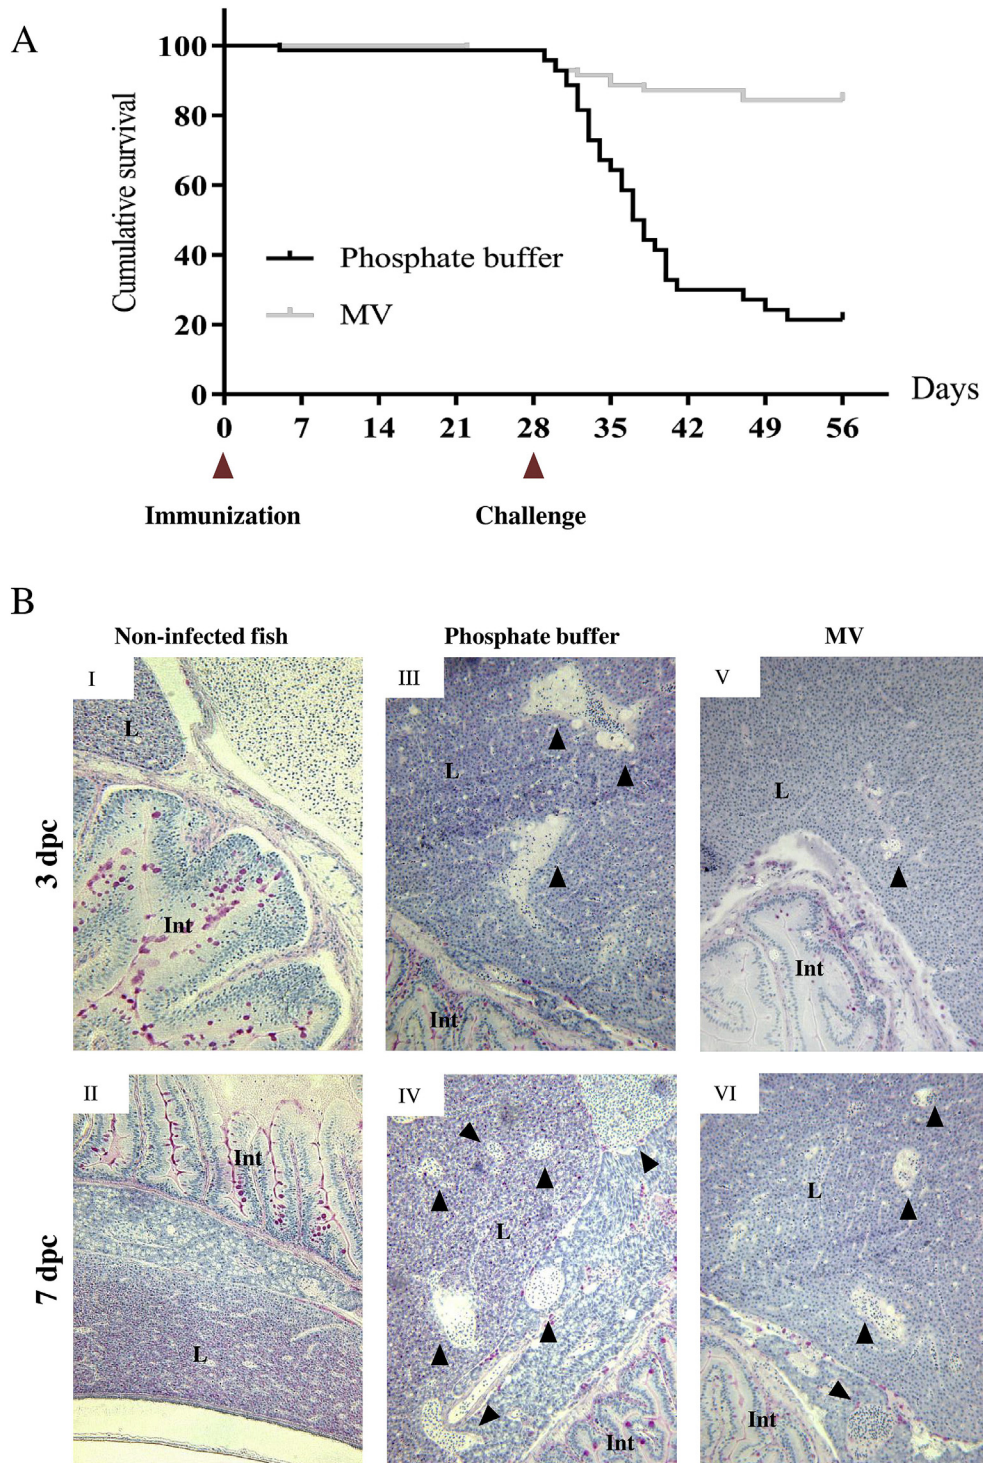 A
100
80
60
40
20
0
Cumulative survival
Phosphate buffer
MV
Days
0 7 14 21 28 35 42 49 56
Immunization Challenge
B
Non-infected fish Phosphate buffer MV
3 dpc
I
L
Int
III
L
Int
V
L
Int
7 dpc
II
Int
L
IV
L
Int
VI
L
Int